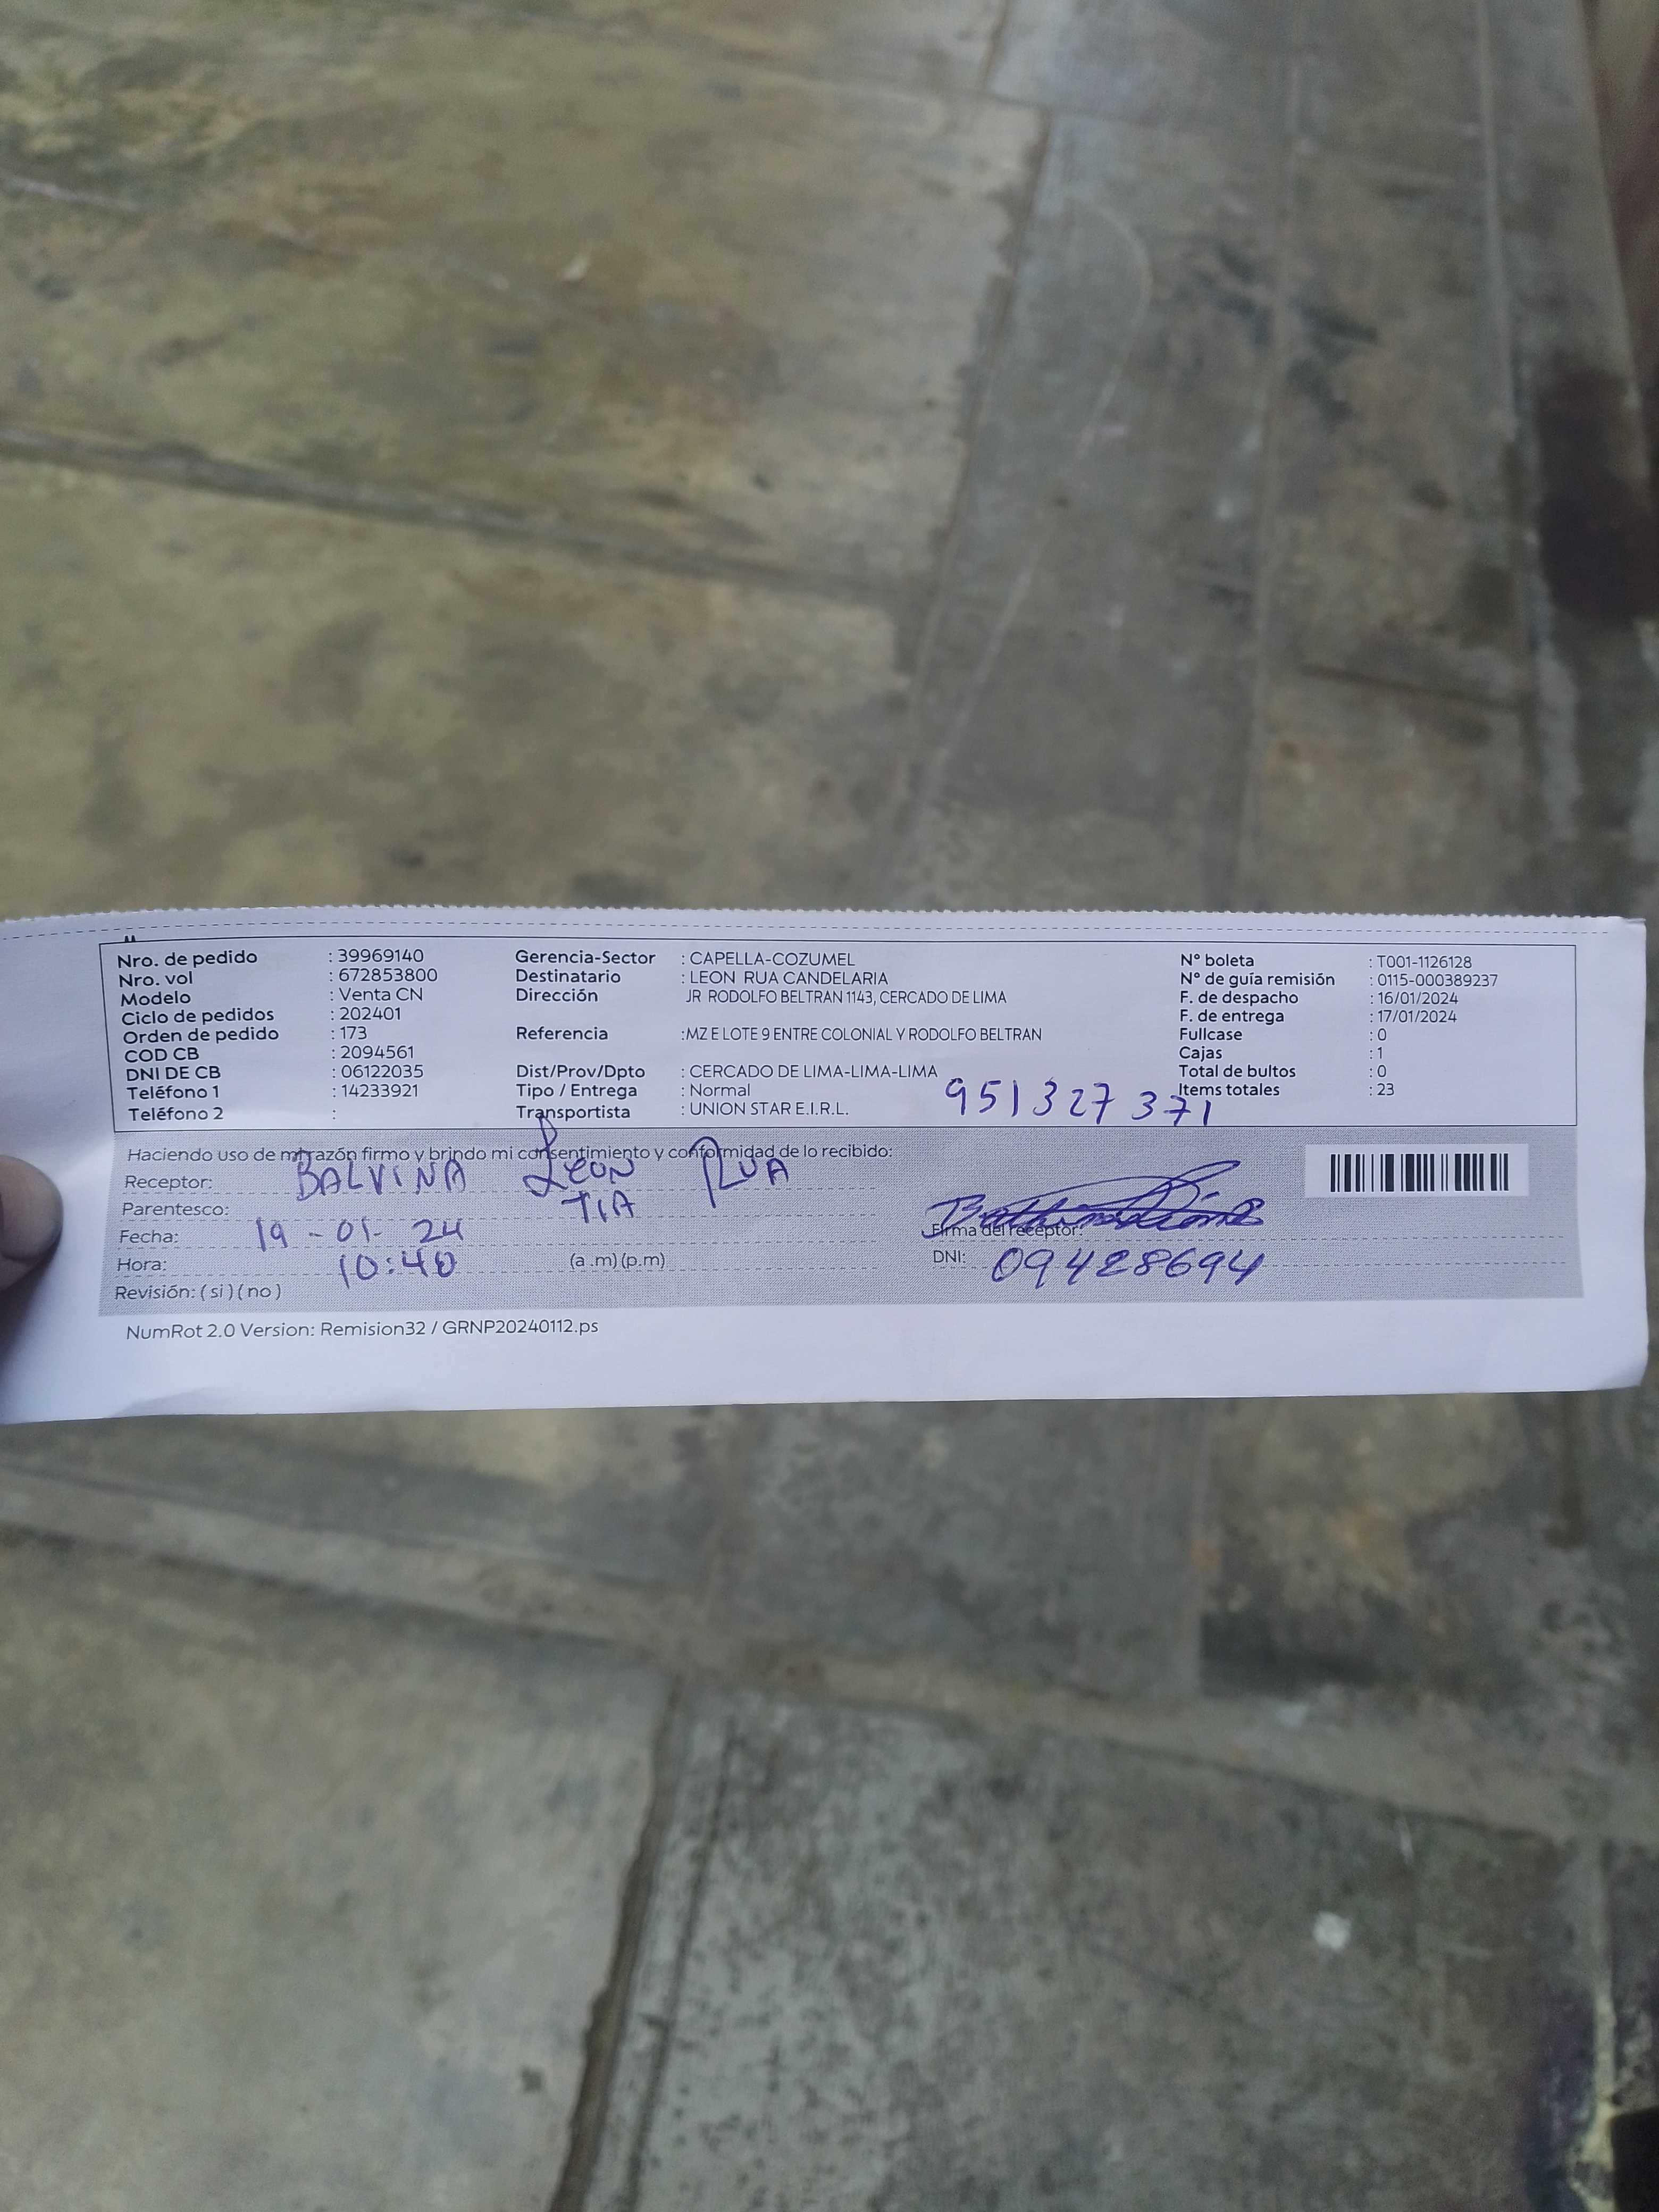 Nro. de pedido : 39969140 Gerencia-Sector : CAPELLA-COZUMEL N° boleta : T001-1126128
Nro. vol : 672853800 Destinatario : LEON RUA CANDELARIA N° de guía remisión : 0115-000389237
Modelo : Venta CN Dirección JR RODOLFO BELTRAN 1143, CERCADO DE LIMA F. de despacho : 16/01/2024
Ciclo de pedidos : 202401 F. de entrega : 17/01/2024
Orden de pedido : 173 Referencia :MZ E LOTE 9 ENTRE COLONIAL Y RODOLFO BELTRAN Fullcase : 0
COD CB : 2094561 Cajas : 1
DNI DE CB : 06122035 Dist/Prov/Dpto : CERCADO DE LIMA-LIMA-LIMA Total de bultos : 0
Teléfono 1 : 14233921 Tipo / Entrega : Normal Items totales : 23
Teléfono 2 : Transportista : UNION STAR E.I.R.L. 951327371
Haciendo uso de mi razón firmo y brindo mi consentimiento y conformidad de lo recibido:
Receptor: BALVINA LEON RUA
Parentesco: TIA
Fecha: 19-01-24 Firma del receptor:
Hora: 10:40 (a .m) (p.m) DNI: 09428694
Revisión: ( si ) ( no )
NumRot 2.0 Version: Remision32 / GRNP20240112.ps